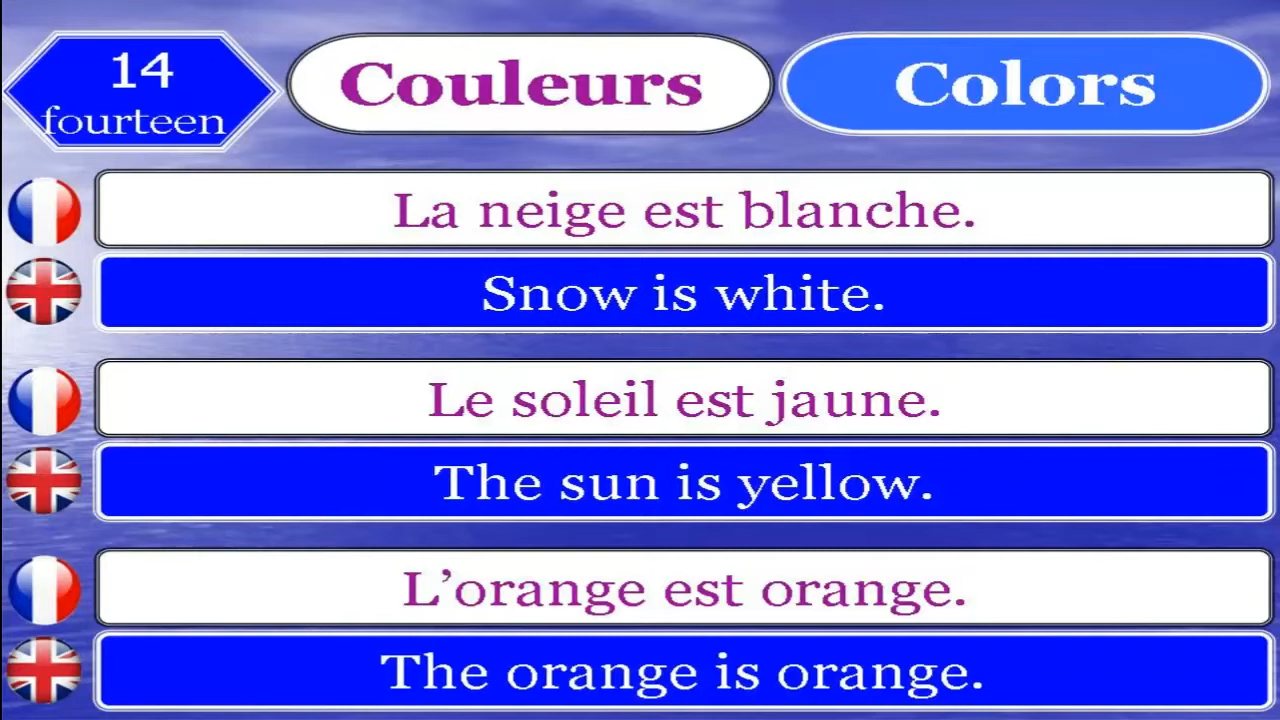 14
fourteen
Couleurs
Colors
La neige est blanche.
Snow is white.
Le soleil est jaune.
The sun is yellow.
L’orange est orange.
The orange is orange.